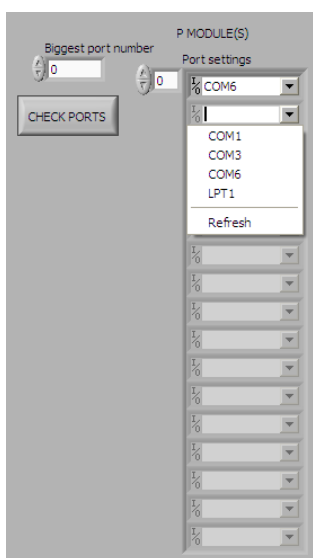 P MODULE(S)
Biggest port number
Port settings
0
0
COM6
CHECK PORTS
COM1
COM3
COM6
LPT1
Refresh